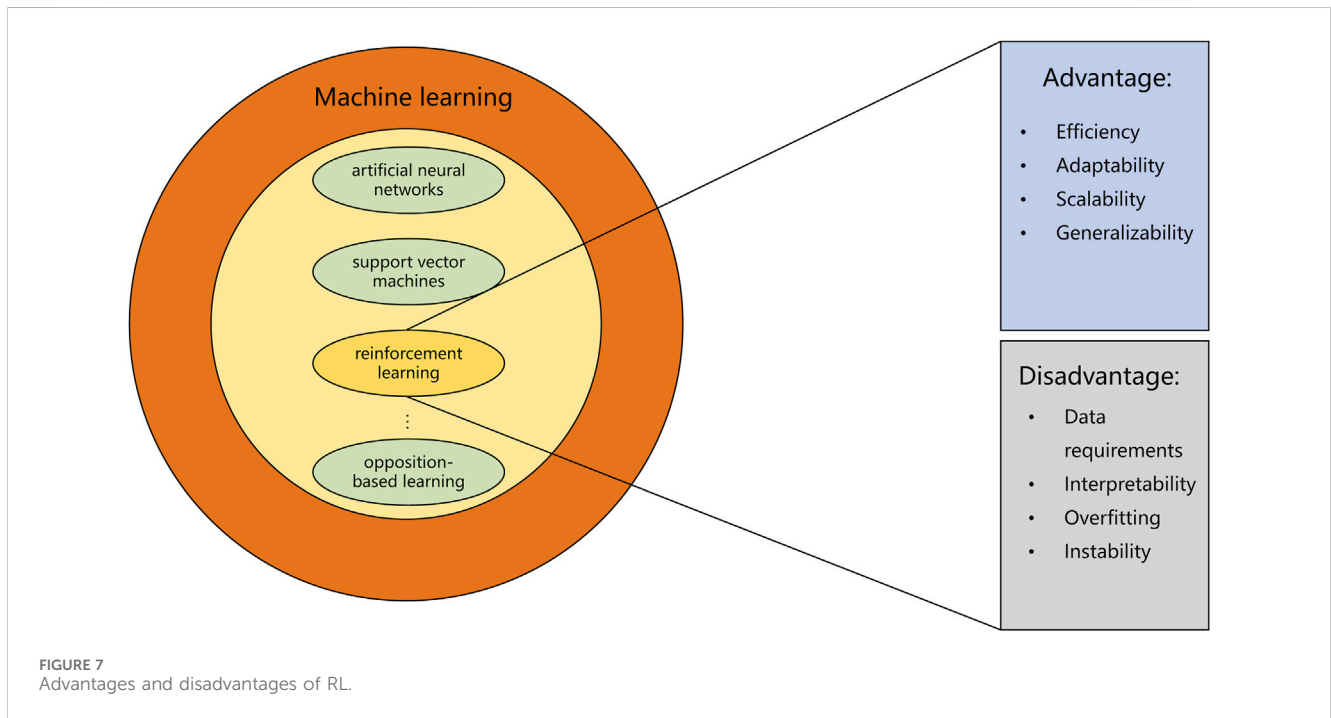 Machine learning
artificial neural
networks
support vector
machines
reinforcement
learning
⋮
opposition-
based learning
Advantage:
• Efficiency
• Adaptability
• Scalability
• Generalizability
Disadvantage:
• Data
requirements
• Interpretability
• Overfitting
• Instability
FIGURE 7
Advantages and disadvantages of RL.